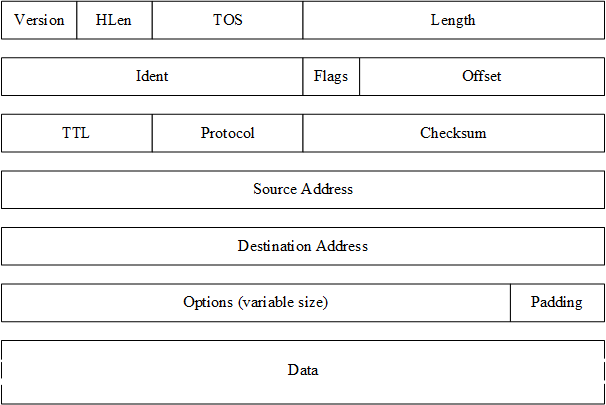 Version HLen TOS Length
Ident Flags Offset
TTL Protocol Checksum
Source Address
Destination Address
Options (variable size) Padding
Data